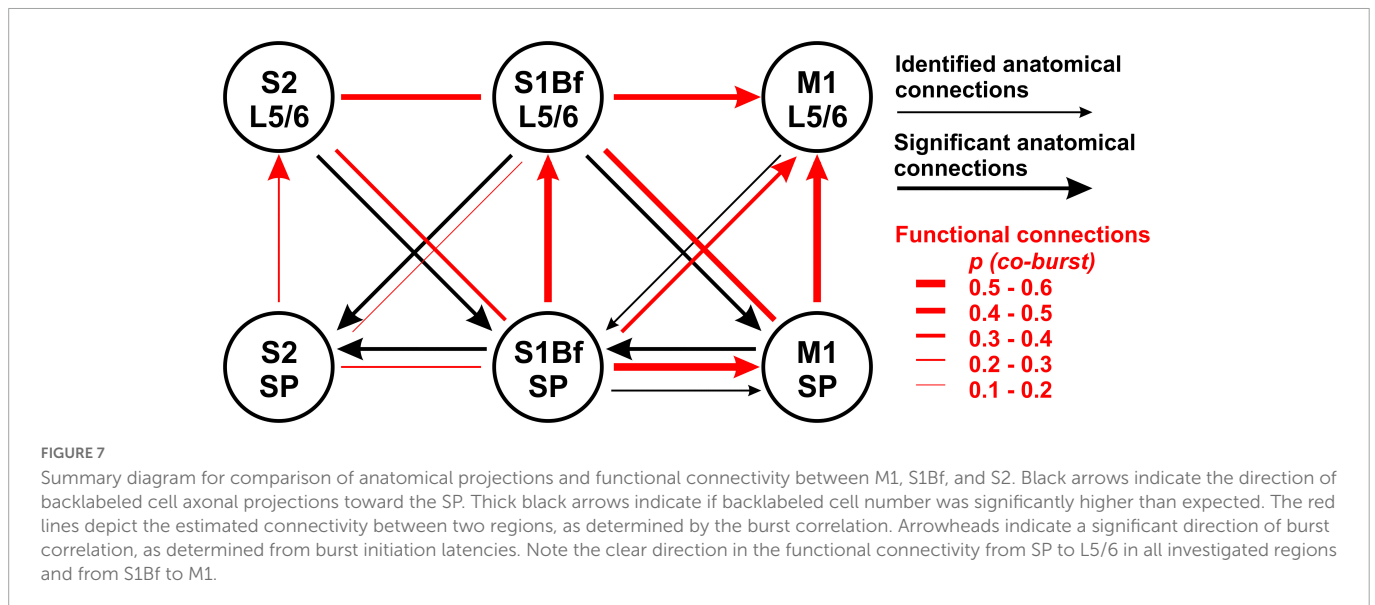 S2
L5/6
S1Bf
L5/6
M1
L5/6
S2
SP
S1Bf
SP
M1
SP
Identified anatomical
connections
Significant anatomical
connections
Functional connections
p (co-burst)
0.5 - 0.6
0.4 - 0.5
0.3 - 0.4
0.2 - 0.3
0.1 - 0.2
FIGURE 7
Summary diagram for comparison of anatomical projections and functional connectivity between M1, S1Bf, and S2. Black arrows indicate the direction of
backlabeled cell axonal projections toward the SP. Thick black arrows indicate if backlabeled cell number was significantly higher than expected. The red
lines depict the estimated connectivity between two regions, as determined by the burst correlation. Arrowheads indicate a significant direction of burst
correlation, as determined from burst initiation latencies. Note the clear direction in the functional connectivity from SP to L5/6 in all investigated regions
and from S1Bf to M1.